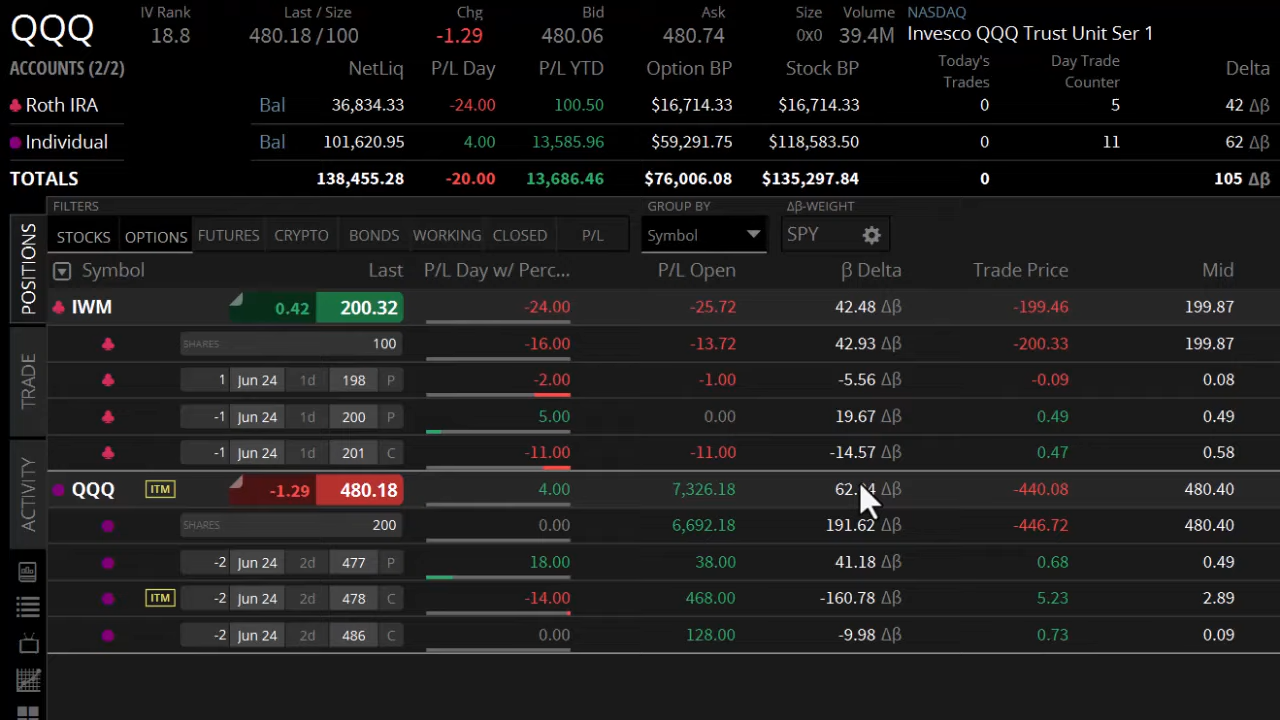 QQQ IV Rank Last / Size Chg Bid Ask Size Volume NASDAQ
18.8 480.18 / 100 -1.29 480.06 480.74 0x0 39.4M Invesco QQQ Trust Unit Ser 1
ACCOUNTS (2/2) NetLiq P/L Day P/L YTD Option BP Stock BP Today's Trades Day Trade Counter Delta
Roth IRA Bal 36,834.33 -24.00 100.50 $16,714.33 $16,714.33 0 5 42 Δβ
Individual Bal 101,620.95 4.00 13,585.96 $59,291.75 $118,583.50 0 11 62 Δβ
TOTALS 138,455.28 -20.00 13,686.46 $76,006.08 $135,297.84 0 105 Δβ
FILTERS GROUP BY Δβ-WEIGHT
STOCKS OPTIONS FUTURES CRYPTO BONDS WORKING CLOSED P/L Symbol SPY
POSITIONS
TRADE
ACTIVITY
Symbol Last P/L Day w/ Perc... P/L Open β Delta Trade Price Mid
IWM 0.42 200.32 -24.00 -25.72 42.48 Δβ -199.46 199.87
SHARES 100 -16.00 -13.72 42.93 Δβ -200.33 199.87
1 Jun 24 1d 198 P -2.00 -1.00 -5.56 Δβ -0.09 0.08
-1 Jun 24 1d 200 P 5.00 0.00 19.67 Δβ 0.49 0.49
-1 Jun 24 1d 201 C -11.00 -11.00 -14.57 Δβ 0.47 0.58
QQQ ITM -1.29 480.18 4.00 7,326.18 Δβ -440.08 480.40
SHARES 200 0.00 6,692.18 191.62 Δβ -446.72 480.40
-2 Jun 24 2d 477 P 18.00 38.00 41.18 Δβ 0.68 0.49
ITM -2 Jun 24 2d 478 C -14.00 468.00 -160.78 Δβ 5.23 2.89
-2 Jun 24 2d 486 C 0.00 128.00 -9.98 Δβ 0.73 0.09